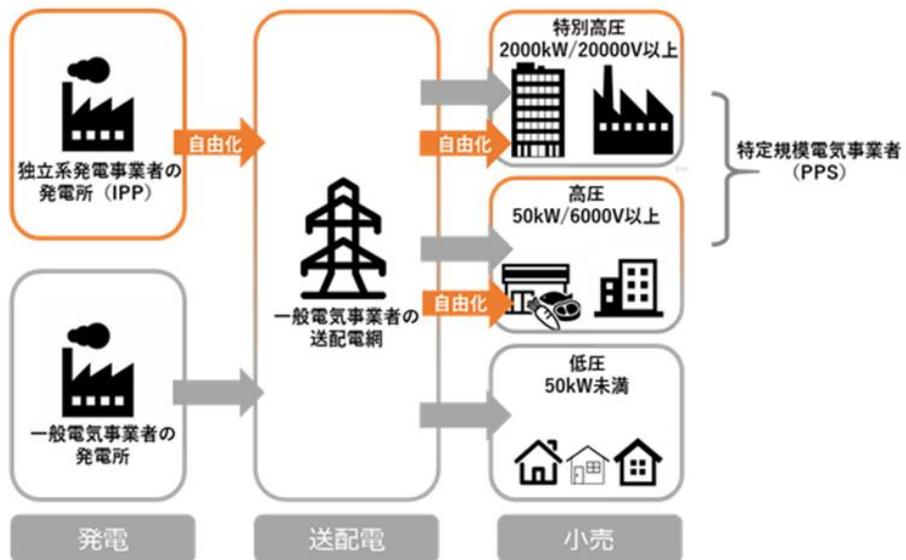 独立系発電事業者の
発電所（IPP）
自由化
一般電気事業者の
発電所
一般電気事業者の
送配電網
特別高圧
2000kW/20000V以上
自由化
高圧
50kW/6000V以上
自由化
低圧
50kW未満
特定規模電気事業者
（PPS）
発電
送配電
小売